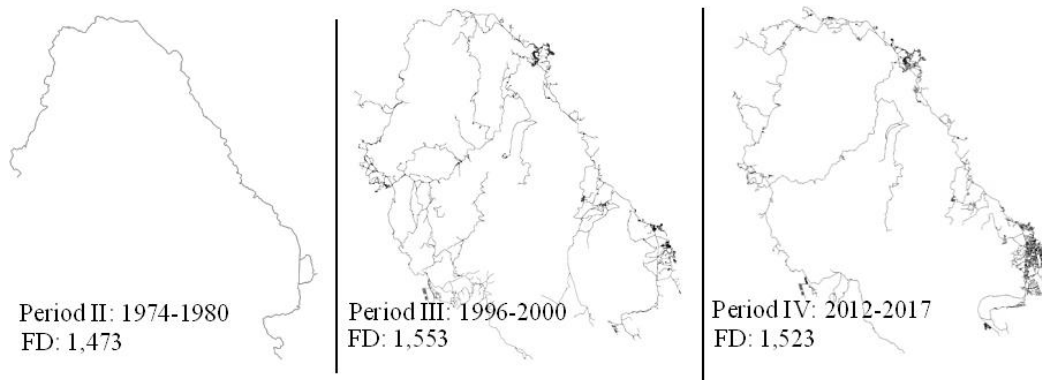 Period II: 1974-1980
FD: 1,473
Period III: 1996-2000
FD: 1,553
Period IV: 2012-2017
FD: 1,523